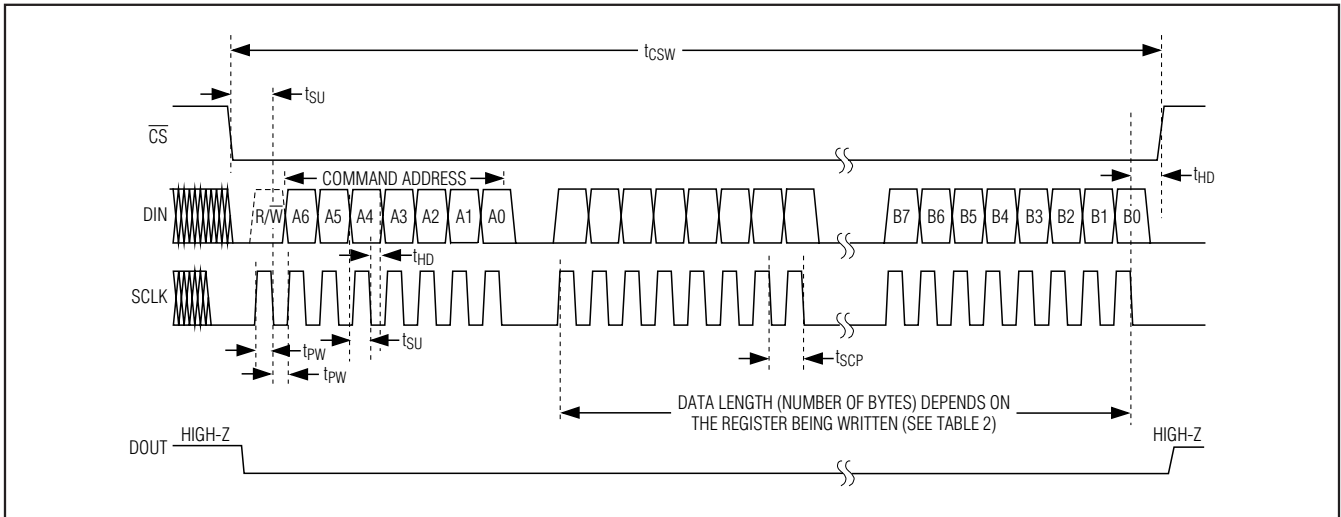 tCSW
tSU
CS
COMMAND ADDRESS
tHD
DIN
R/W A6 A5 A4 A3 A2 A1 A0 B7 B6 B5 B4 B3 B2 B1 B0
tHD
SCLK
tSU
tPW
tSCP
tPW
DATA LENGTH (NUMBER OF BYTES) DEPENDS ON
THE REGISTER BEING WRITTEN (SEE TABLE 2)
HIGH-Z
HIGH-Z
DOUT